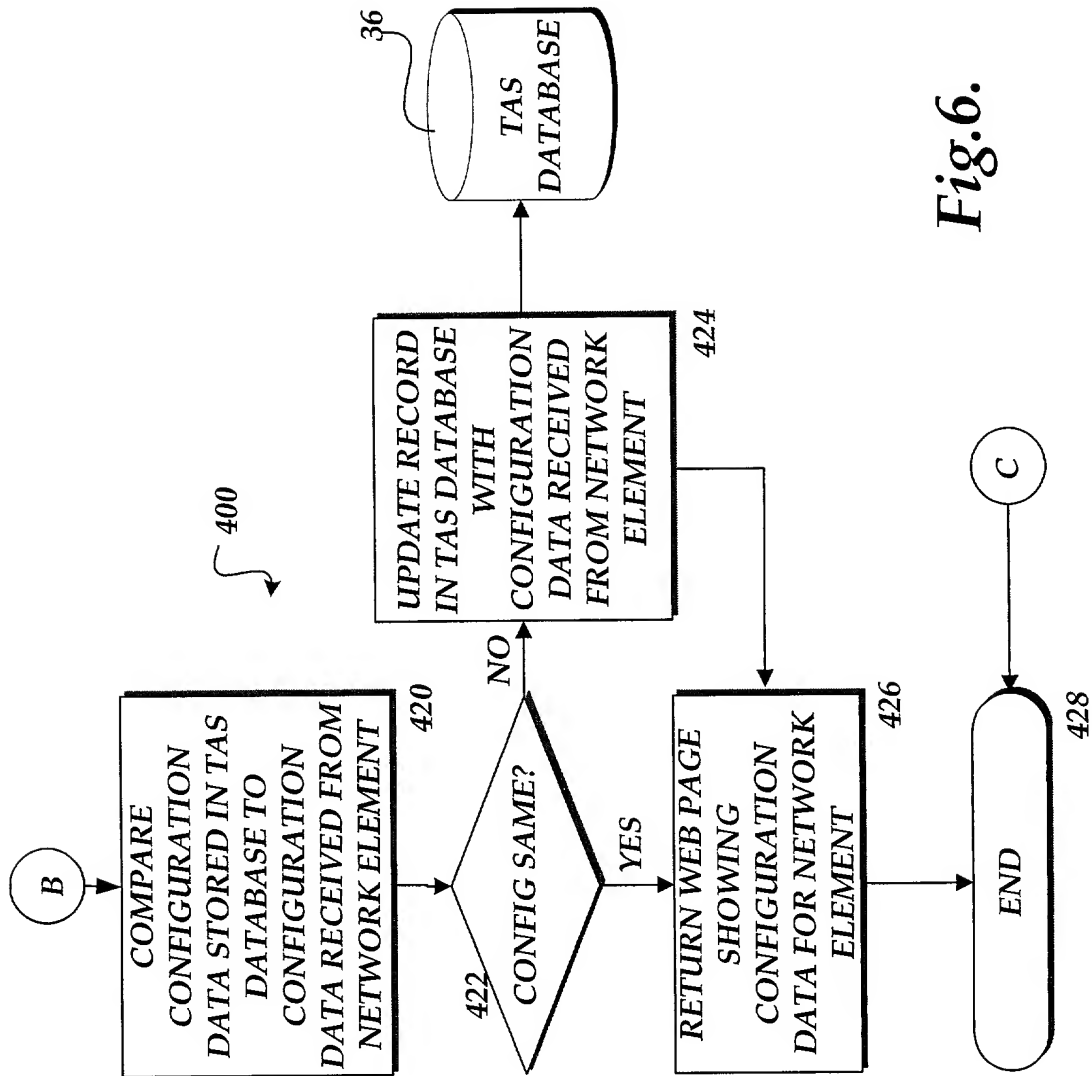 B
COMPARE
CONFIGURATION
DATA STORED IN TAS
DATABASE TO
CONFIGURATION
DATA RECEIVED FROM
NETWORK ELEMENT
420
400
422
CONFIG SAME?
NO
YES
UPDATE RECORD
IN TAS DATABASE
WITH
CONFIGURATION
DATA RECEIVED
FROM NETWORK
ELEMENT
424
36
TAS
DATABASE
RETURN WEB PAGE
SHOWING
CONFIGURATION
DATA FOR NETWORK
ELEMENT
426
C
END
428
Fig.6.